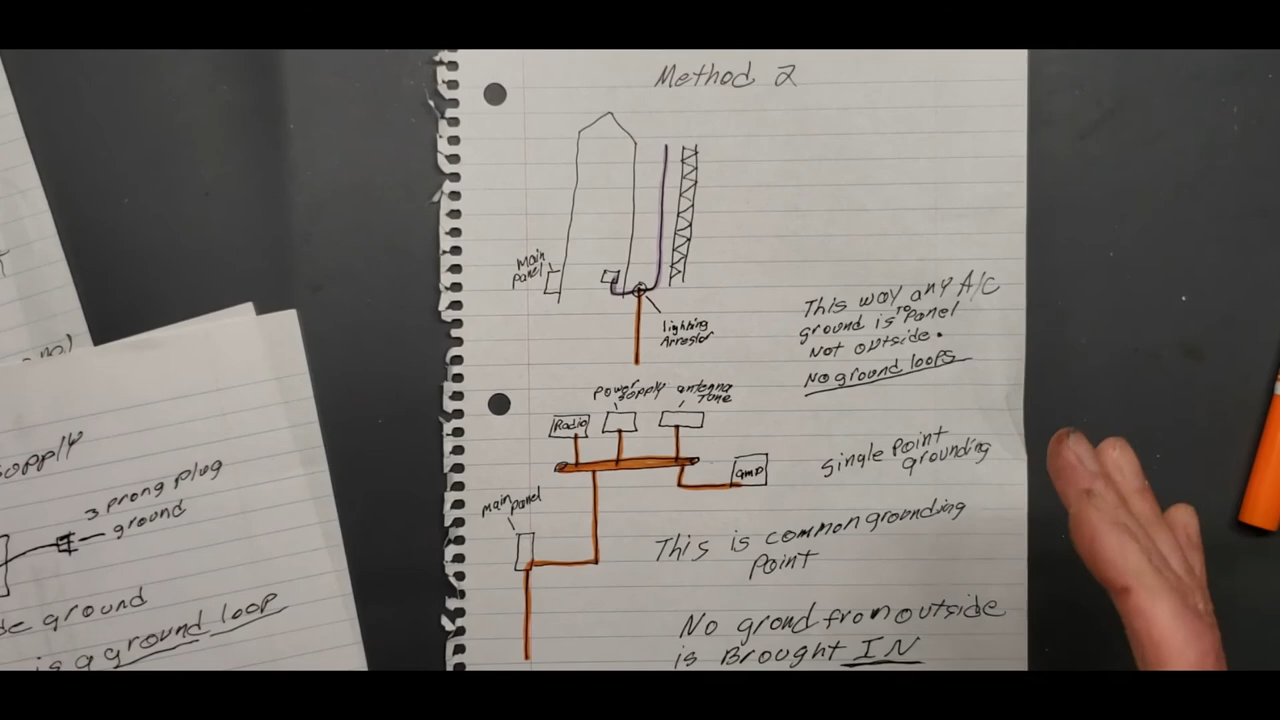 Method 2
Main
panel
lighting
Arrestor
This way any A/C
ground is TO Panel
Not outside.
No ground loops
power
supply
antenna
tune
Radio
amp
Single Point
grounding
main panel
This is common grounding
Point
No grond from outside
is Brought IN
supply
3 prong plug
ground
de ground
is a ground loop